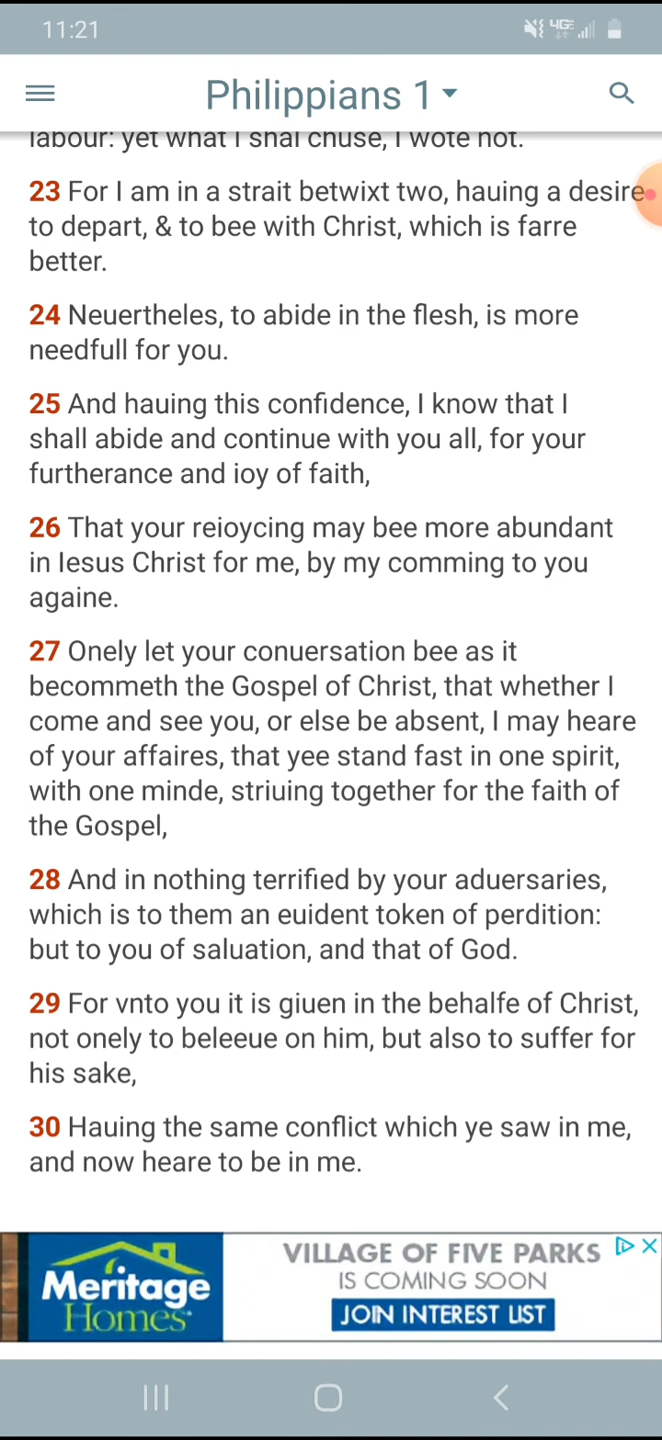 11:21
4GE
Philippians 1
labour: yet what I shal chuse, I wote not.
23 For I am in a strait betwixt two, hauing a desire
to depart, & to bee with Christ, which is farre
better.
24 Neuertheles, to abide in the flesh, is more
needfull for you.
25 And hauing this confidence, I know that I
shall abide and continue with you all, for your
furtherance and ioy of faith,
26 That your reioycing may bee more abundant
in Iesus Christ for me, by my comming to you
againe.
27 Onely let your conuersation bee as it
becommeth the Gospel of Christ, that whether I
come and see you, or else be absent, I may heare
of your affaires, that yee stand fast in one spirit,
with one minde, striuing together for the faith of
the Gospel,
28 And in nothing terrified by your aduersaries,
which is to them an euident token of perdition:
but to you of saluation, and that of God.
29 For vnto you it is giuen in the behalfe of Christ,
not onely to beleeue on him, but also to suffer for
his sake,
30 Hauing the same conflict which ye saw in me,
and now heare to be in me.
Meritage
Homes
VILLAGE OF FIVE PARKS
IS COMING SOON
JOIN INTEREST LIST